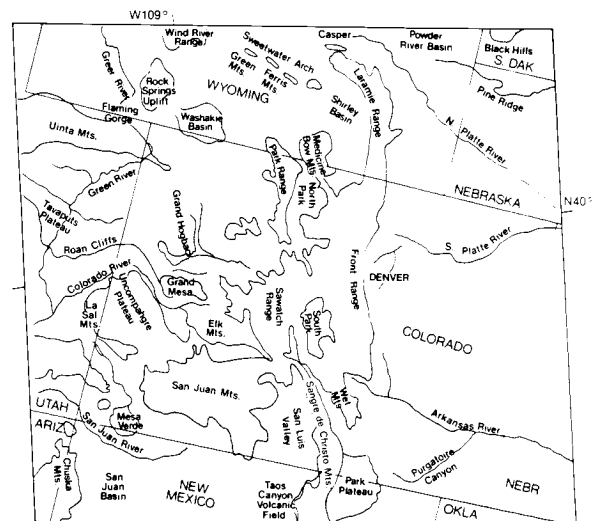 W109°
Wind River
Range
Casper
Powder
River Basin
Black Hills
S. DAK
Sweetwater Arch
Green River
Green
Mts.
Ferris
Mts.
Rock
Springs
Uplift
WYOMING
Laramie Range
Pine Ridge
Shirley
Basin
Flaming
Gorge
Washakie
Basin
N. Platte River
Uinta Mts.
Medicine
Bow Mts.
Park Range
North
Park
Green River
NEBRASKA
N40°
Tavaputs
Plateau
Grand Hogback
Roan Cliffs
S. Platte River
Front Range
Colorado River
Grand
Mesa
DENVER
Uncompahgre
Plateau
La
Sal
Mts.
Sawatch
Range
South
Park
Elk
Mts.
COLORADO
San Juan Mts.
Wet
Mts
Sangre de Christo Mts.
UTAH
ARIZ
Mesa
Verde
San Luis
Valley
Arkansas River
San Juan River
Purgatoire
Canyon
Chuska
Mts
San
Juan
Basin
NEW
MEXICO
Taos
Canyon
Volcanic
Field
Park
Plateau
NEBR
OKLA